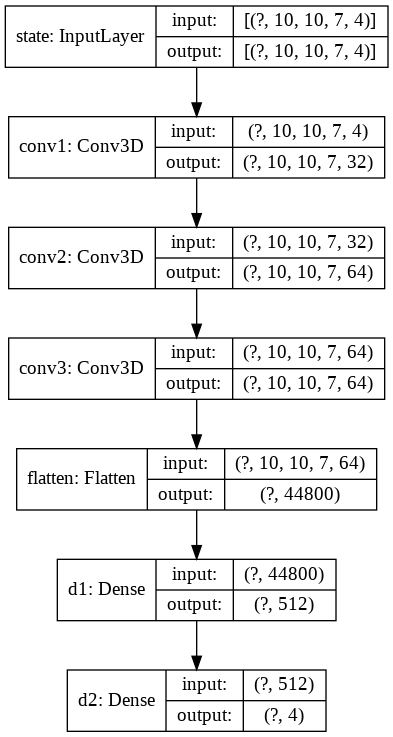 state: InputLayer
input:
[(?, 10, 10, 7, 4)]
output:
[(?, 10, 10, 7, 4)]
conv1: Conv3D
input:
(?, 10, 10, 7, 4)
output:
(?, 10, 10, 7, 32)
conv2: Conv3D
input:
(?, 10, 10, 7, 32)
output:
(?, 10, 10, 7, 64)
conv3: Conv3D
input:
(?, 10, 10, 7, 64)
output:
(?, 10, 10, 7, 64)
flatten: Flatten
input:
(?, 10, 10, 7, 64)
output:
(?, 44800)
d1: Dense
input:
(?, 44800)
output:
(?, 512)
d2: Dense
input:
(?, 512)
output:
(?, 4)